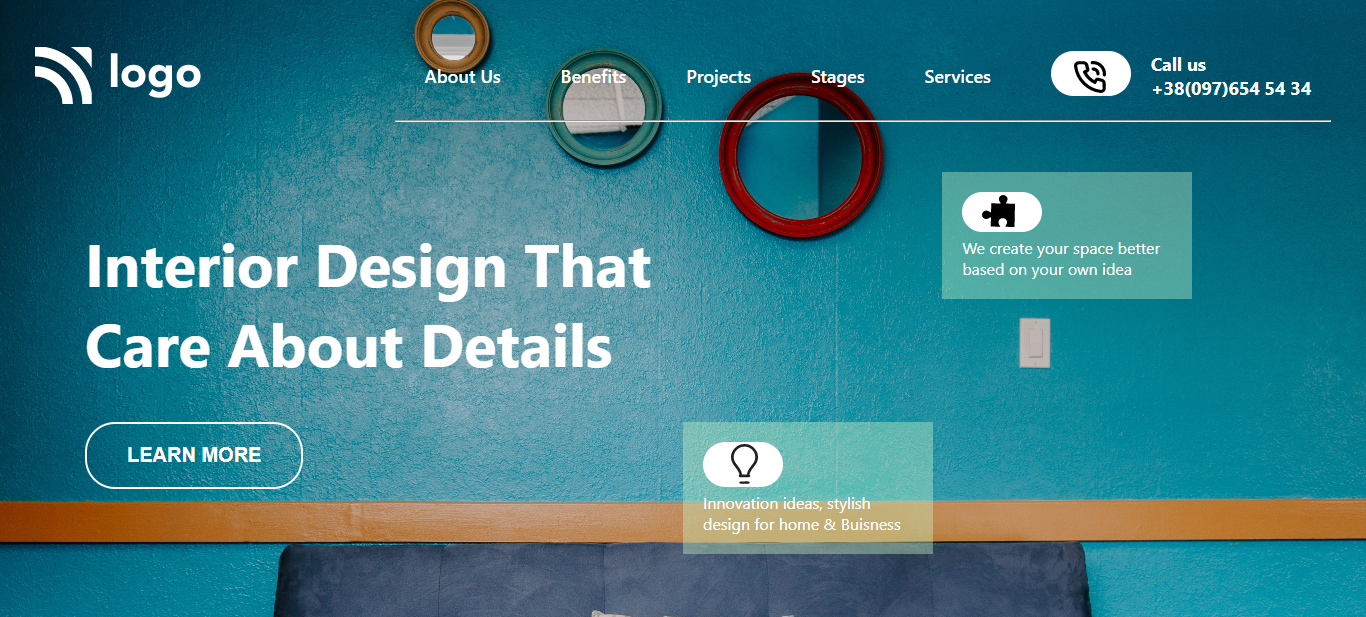 logo
About Us
Benefits
Projects
Stages
Services
Call us
+38(097)654 54 34
We create your space better
based on your own idea
Interior Design That
Care About Details
LEARN MORE
Innovation ideas, stylish
design for home & Buisness